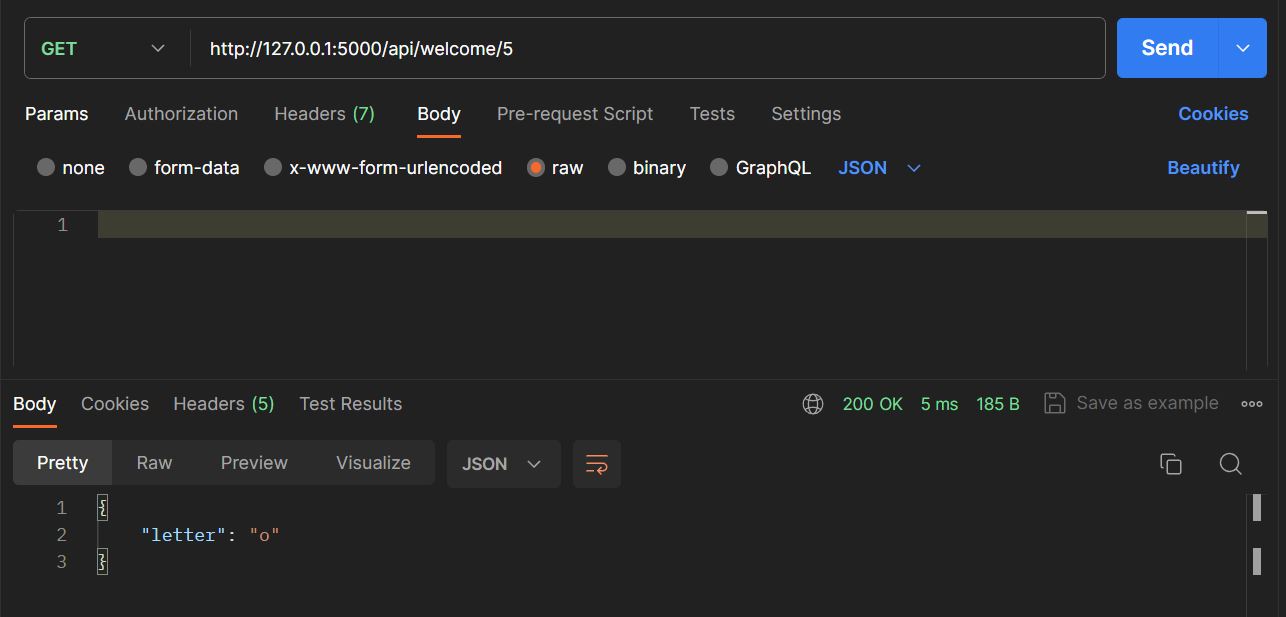 GET http://127.0.0.1:5000/api/welcome/5 Send
Params Authorization Headers (7) Body Pre-request Script Tests Settings Cookies
none form-data x-www-form-urlencoded raw binary GraphQL JSON Beautify
1
Body Cookies Headers (5) Test Results 200 OK 5 ms 185 B Save as example
Pretty Raw Preview Visualize JSON
1 {
2 "letter": "o"
3 }